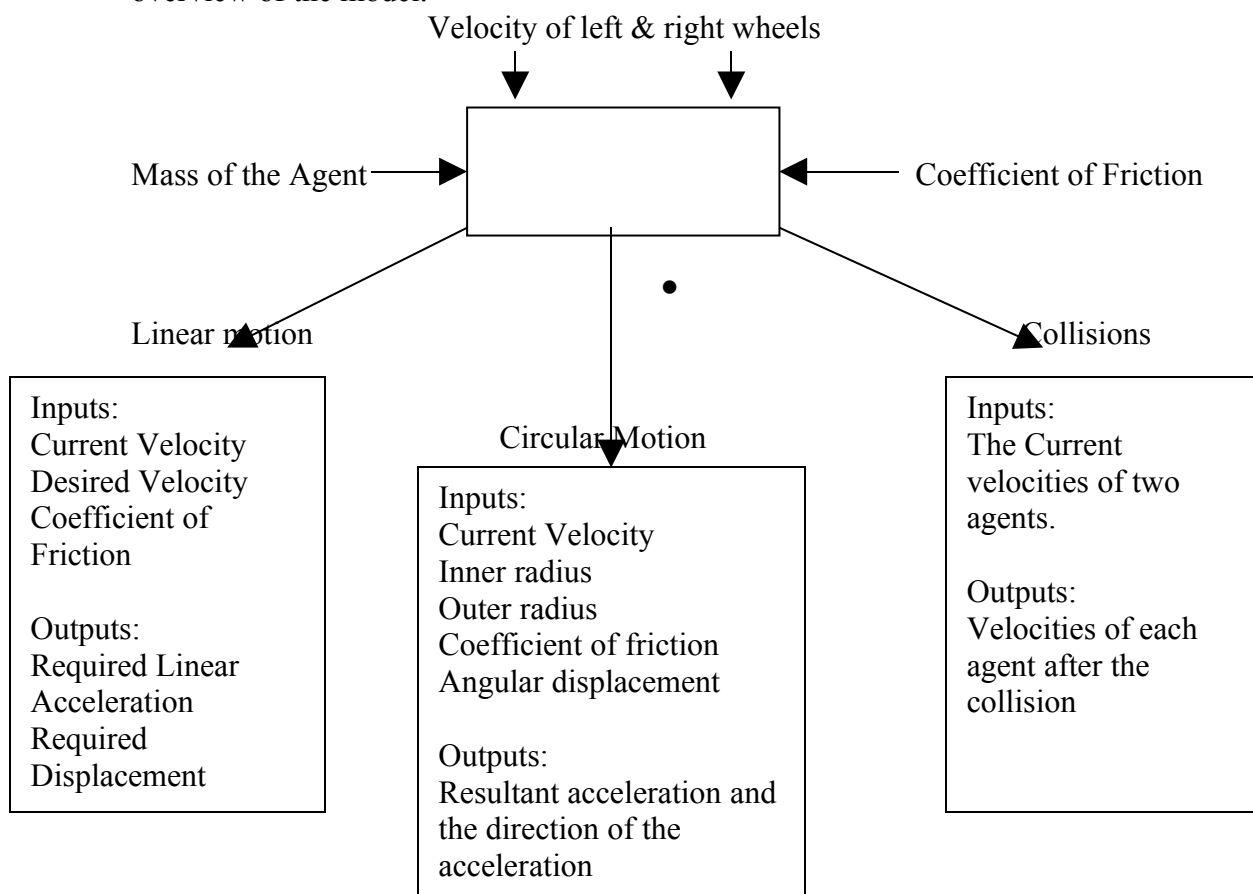 overview of the model.
Velocity of left & right wheels
Mass of the Agent
Coefficient of Friction
Linear motion
Collisions
Inputs:
Current Velocity
Desired Velocity
Coefficient of
Friction
Outputs:
Required Linear
Acceleration
Required
Displacement
Circular Motion
Inputs:
Current Velocity
Inner radius
Outer radius
Coefficient of friction
Angular displacement
Outputs:
Resultant acceleration and
the direction of the
acceleration
Inputs:
The Current
velocities of two
agents.
Outputs:
Velocities of each
agent after the
collision